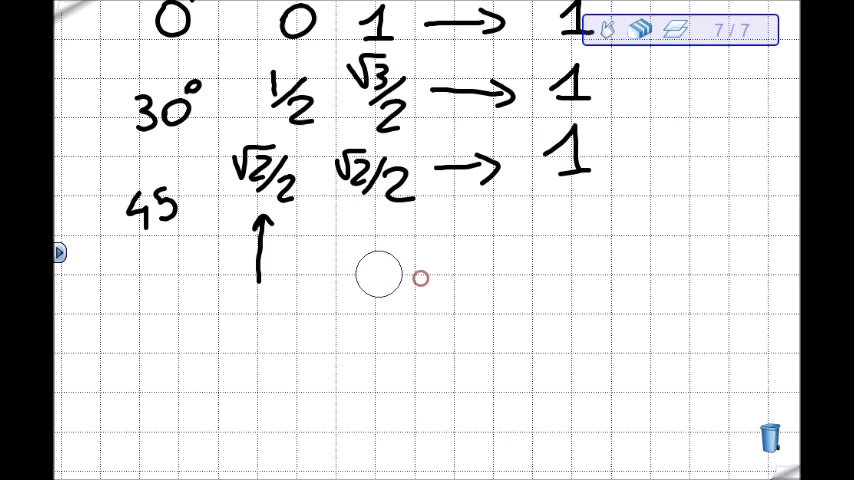 0° 0 1 → 1
7 / 7
30° 1/2 √3/2 → 1
45 √2/2 √2/2 → 1
↑